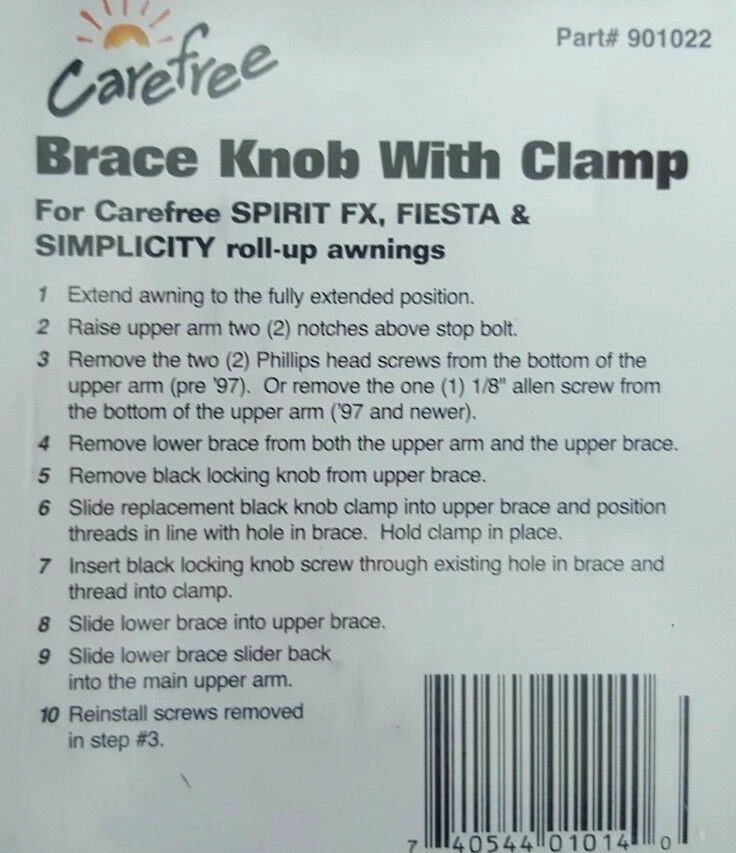 Carefree
Part# 901022
Brace Knob With Clamp
For Carefree SPIRIT FX, FIESTA &
SIMPLICITY roll-up awnings
1 Extend awning to the fully extended position.
2 Raise upper arm two (2) notches above stop bolt.
3 Remove the two (2) Phillips head screws from the bottom of the
upper arm (pre '97). Or remove the one (1) 1/8" allen screw from
the bottom of the upper arm ('97 and newer).
4 Remove lower brace from both the upper arm and the upper brace.
5 Remove black locking knob from upper brace.
6 Slide replacement black knob clamp into upper brace and position
threads in line with hole in brace. Hold clamp in place.
7 Insert black locking knob screw through existing hole in brace and
thread into clamp.
8 Slide lower brace into upper brace.
9 Slide lower brace slider back
into the main upper arm.
10 Reinstall screws removed
in step #3.
7 40544 01014 0